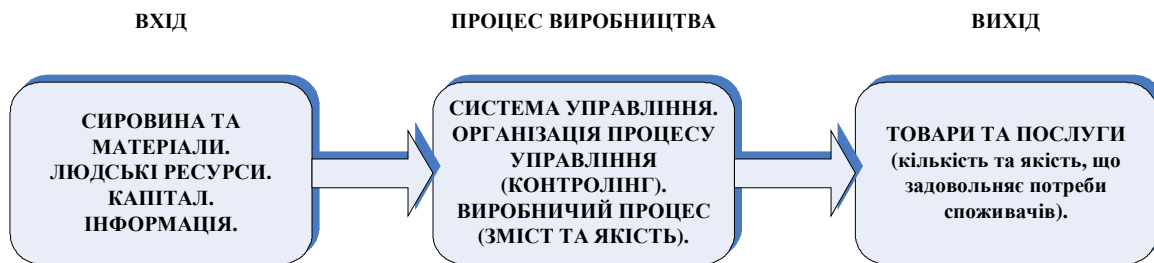 ВХІД
ПРОЦЕС ВИРОБНИЦТВА
ВИХІД
СИРОВИНА ТА
МАТЕРІАЛИ.
ЛЮДСЬКІ РЕСУРСИ.
КАПІТАЛ.
ІНФОРМАЦІЯ.
СИСТЕМА УПРАВЛІННЯ.
ОРГАНІЗАЦІЯ ПРОЦЕСУ
УПРАВЛІННЯ
(КОНТРОЛІНГ).
ВИРОБНИЧИЙ ПРОЦЕС
(ЗМІСТ ТА ЯКІСТЬ).
ТОВАРИ ТА ПОСЛУГИ
(кількість та якість, що
задовольняє потреби
споживачів).